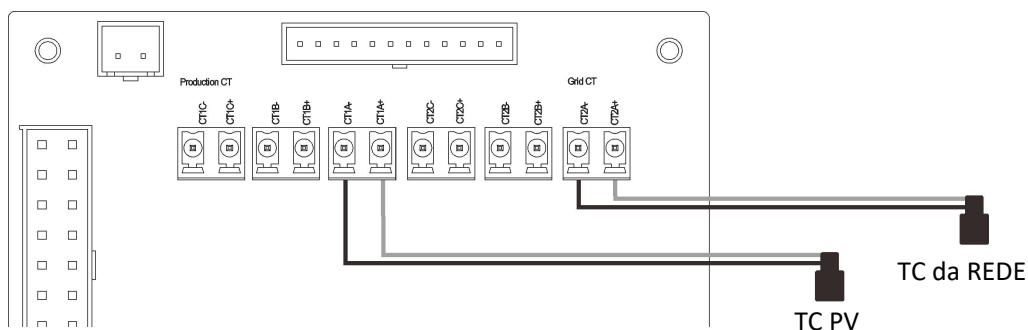 Production CT
Grid CT
CT1C-
CT1C+
CT1B-
CT1B+
CT1A-
CT1A+
CT2C-
CT2C+
CT2B-
CT2B+
CT2A-
CT2A+
TC da REDE
TC PV